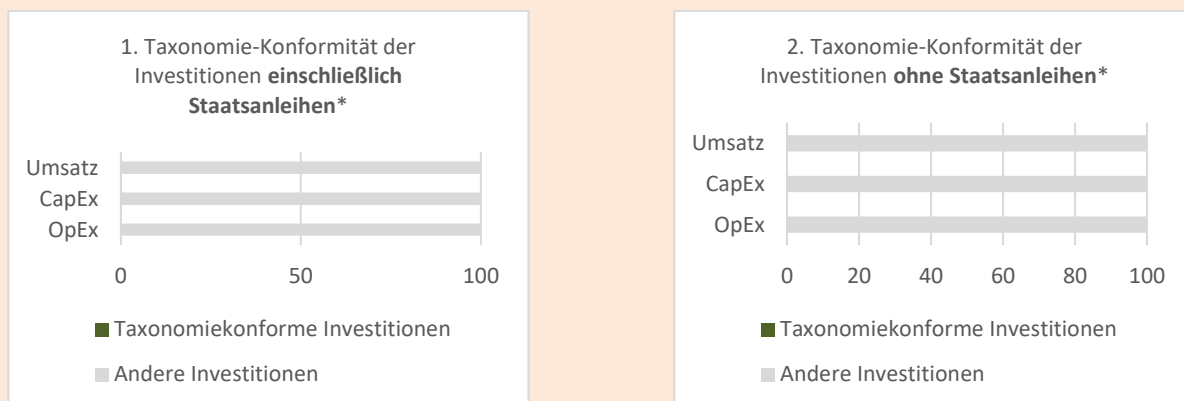 1. Taxonomie-Konformität der
Investitionen einschließlich
Staatsanleihen*
Umsatz
CapEx
OpEx
0 50 100
Taxonomiekonforme Investitionen
Andere Investitionen
2. Taxonomie-Konformität der
Investitionen ohne Staatsanleihen*
Umsatz
CapEx
OpEx
0 20 40 60 80 100
Taxonomiekonforme Investitionen
Andere Investitionen